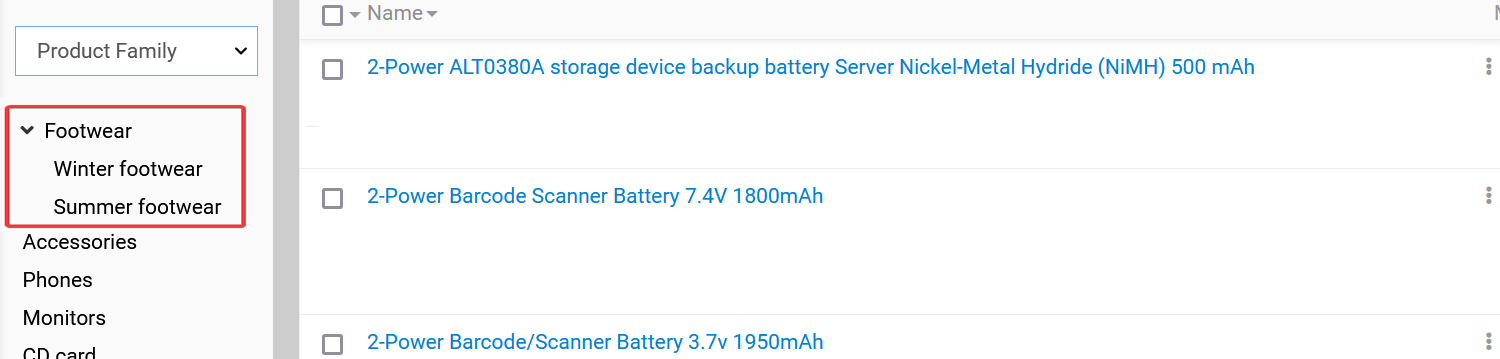 Product Family
Footwear
Winter footwear
Summer footwear
Accessories
Phones
Monitors
CD card
Name
2-Power ALT0380A storage device backup battery Server Nickel-Metal Hydride (NiMH) 500 mAh
2-Power Barcode Scanner Battery 7.4V 1800mAh
2-Power Barcode/Scanner Battery 3.7v 1950mAh